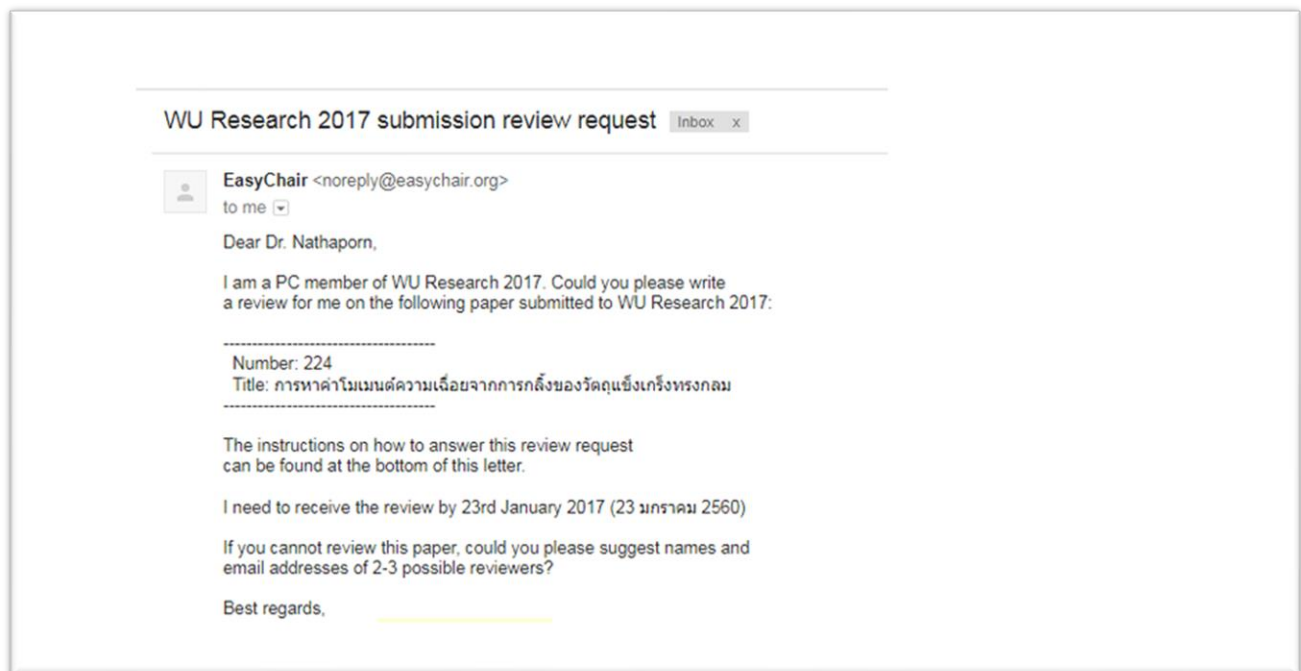 WU Research 2017 submission review request Inbox x
EasyChair <noreply@easychair.org>
to me
Dear Dr. Nathaporn,
I am a PC member of WU Research 2017. Could you please write
a review for me on the following paper submitted to WU Research 2017:
-------------------------------------
Number: 224
Title: การหาค่าโมเมนต์ความเฉื่อยจากการกลิ้งของวัตถุแข็งเกร็งทรงกลม
-------------------------------------
The instructions on how to answer this review request
can be found at the bottom of this letter.
I need to receive the review by 23rd January 2017 (23 มกราคม 2560)
If you cannot review this paper, could you please suggest names and
email addresses of 2-3 possible reviewers?
Best regards,